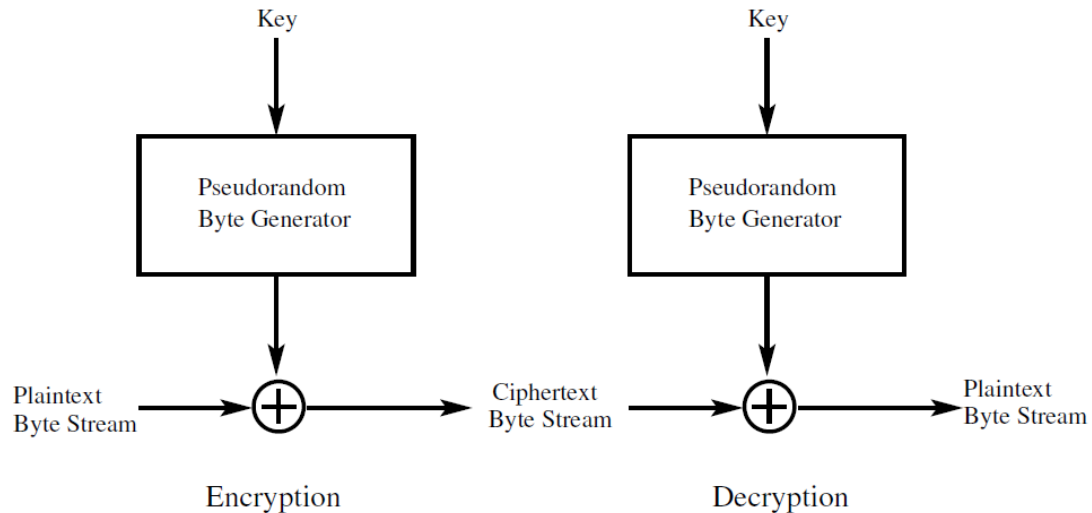 Key
Key
Pseudorandom
Byte Generator
Pseudorandom
Byte Generator
Plaintext
Byte Stream
Ciphertext
Byte Stream
Plaintext
Byte Stream
Encryption
Decryption